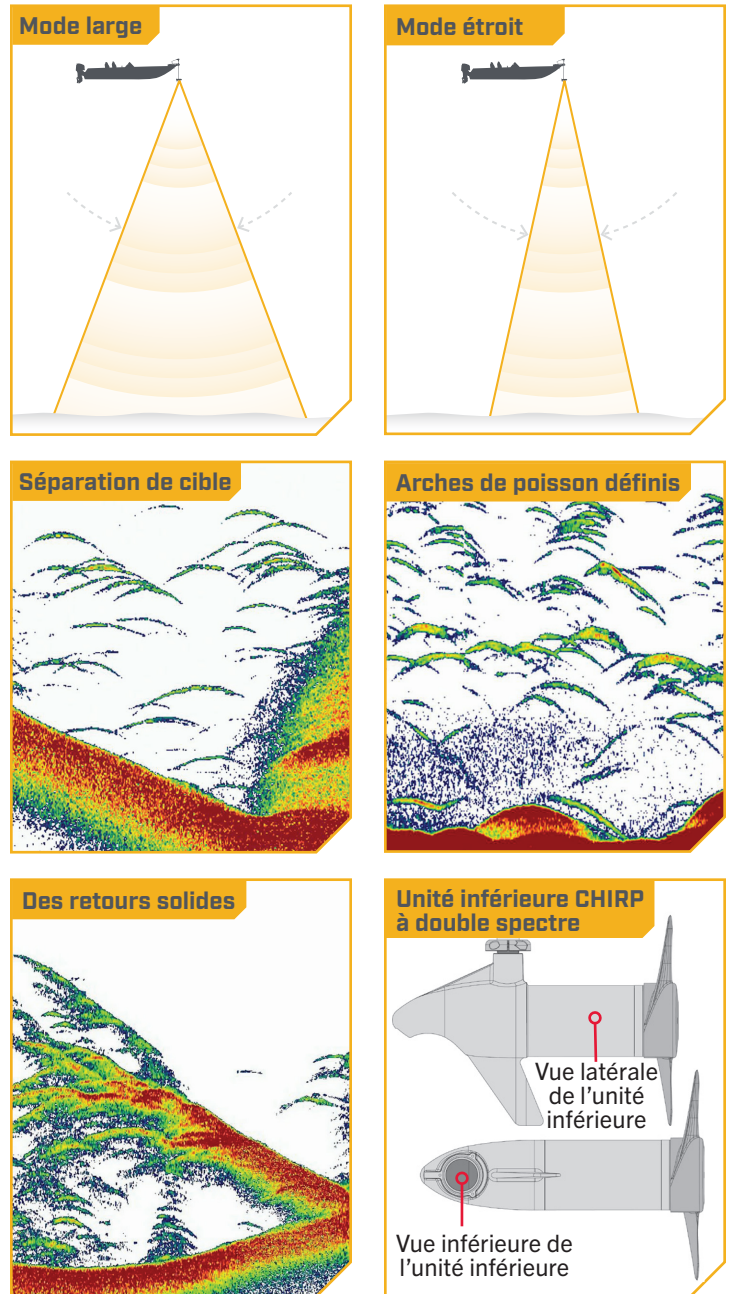 Mode large
Mode étroit
Séparation de cible
Arches de poisson définis
Des retours solides
Unité inférieure CHIRP
à double spectre
Vue latérale
de l'unité
inférieure
Vue inférieure de
l'unité inférieure